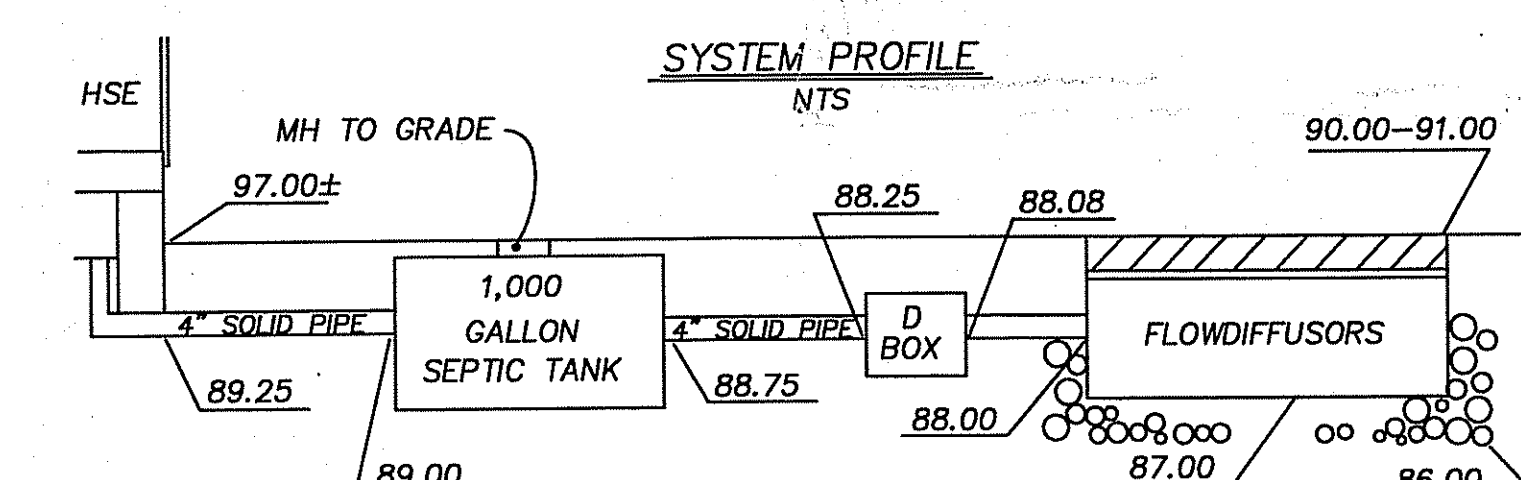 SYSTEM PROFILE
NTS
HSE
MH TO GRADE
90.00–91.00
97.00±
88.25
88.08
1,000
GALLON
SEPTIC TANK
4" SOLID PIPE
4" SOLID PIPE
D
BOX
FLOWDIFFUSORS
89.25
88.75
88.00
87.00
89.00
86.00